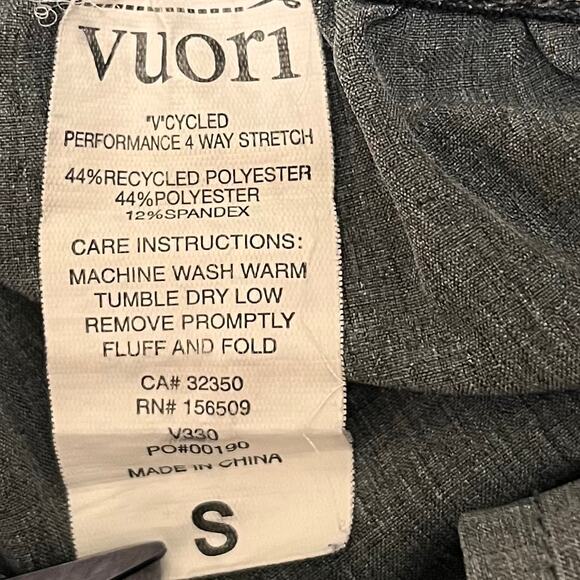 vuori
"V"CYCLED
PERFORMANCE 4 WAY STRETCH
44%RECYCLED POLYESTER
44%POLYESTER
12%SPANDEX
CARE INSTRUCTIONS:
MACHINE WASH WARM
TUMBLE DRY LOW
REMOVE PROMPTLY
FLUFF AND FOLD
CA# 32350
RN# 156509
V330
PO#00190
MADE IN CHINA
S